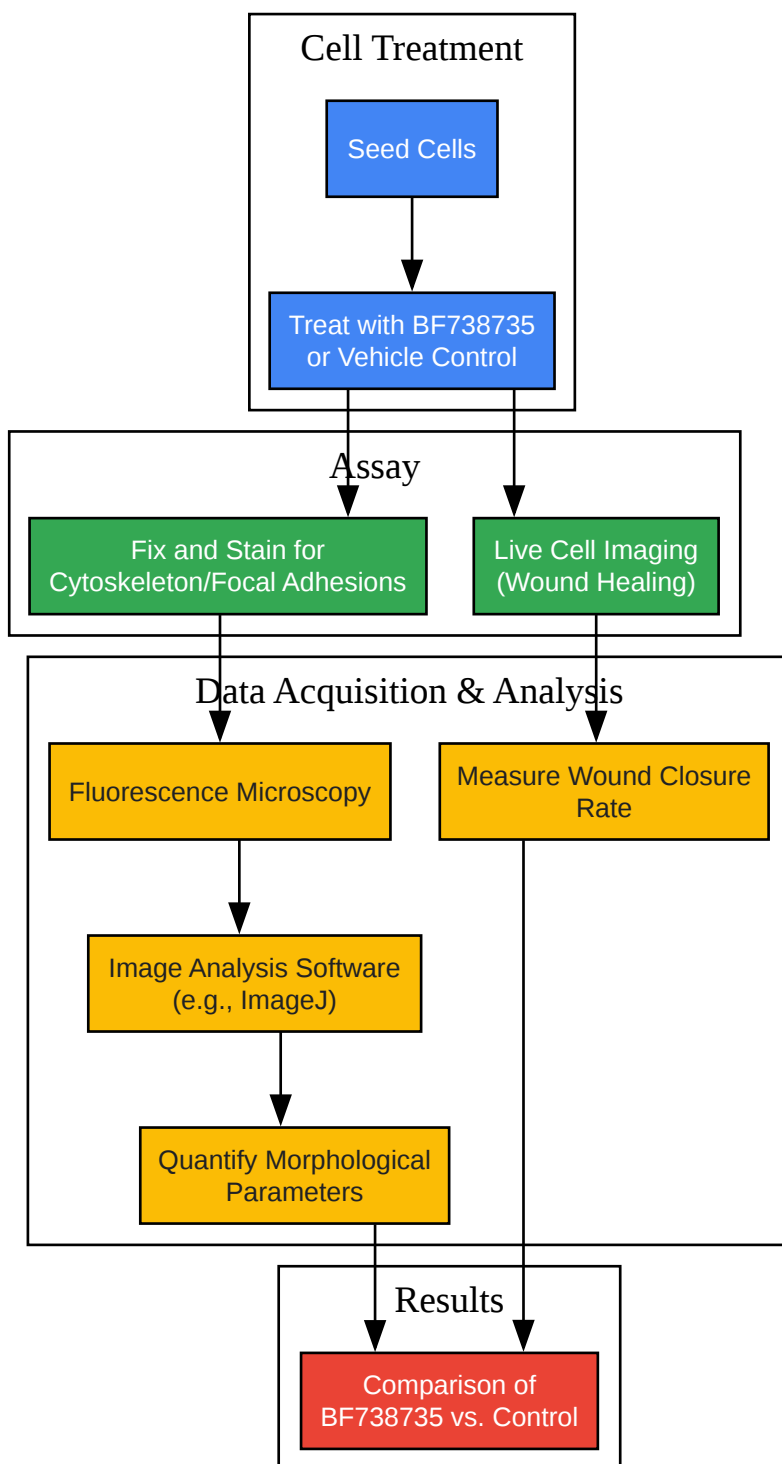 Cell Treatment
Seed Cells
Treat with BF738735
or Vehicle Control
Assay
Fix and Stain for
Cytoskeleton/Focal Adhesions
Live Cell Imaging
(Wound Healing)
Data Acquisition & Analysis
Fluorescence Microscopy
Measure Wound Closure
Rate
Image Analysis Software
(e.g., ImageJ)
Quantify Morphological
Parameters
Results
Comparison of
BF738735 vs. Control